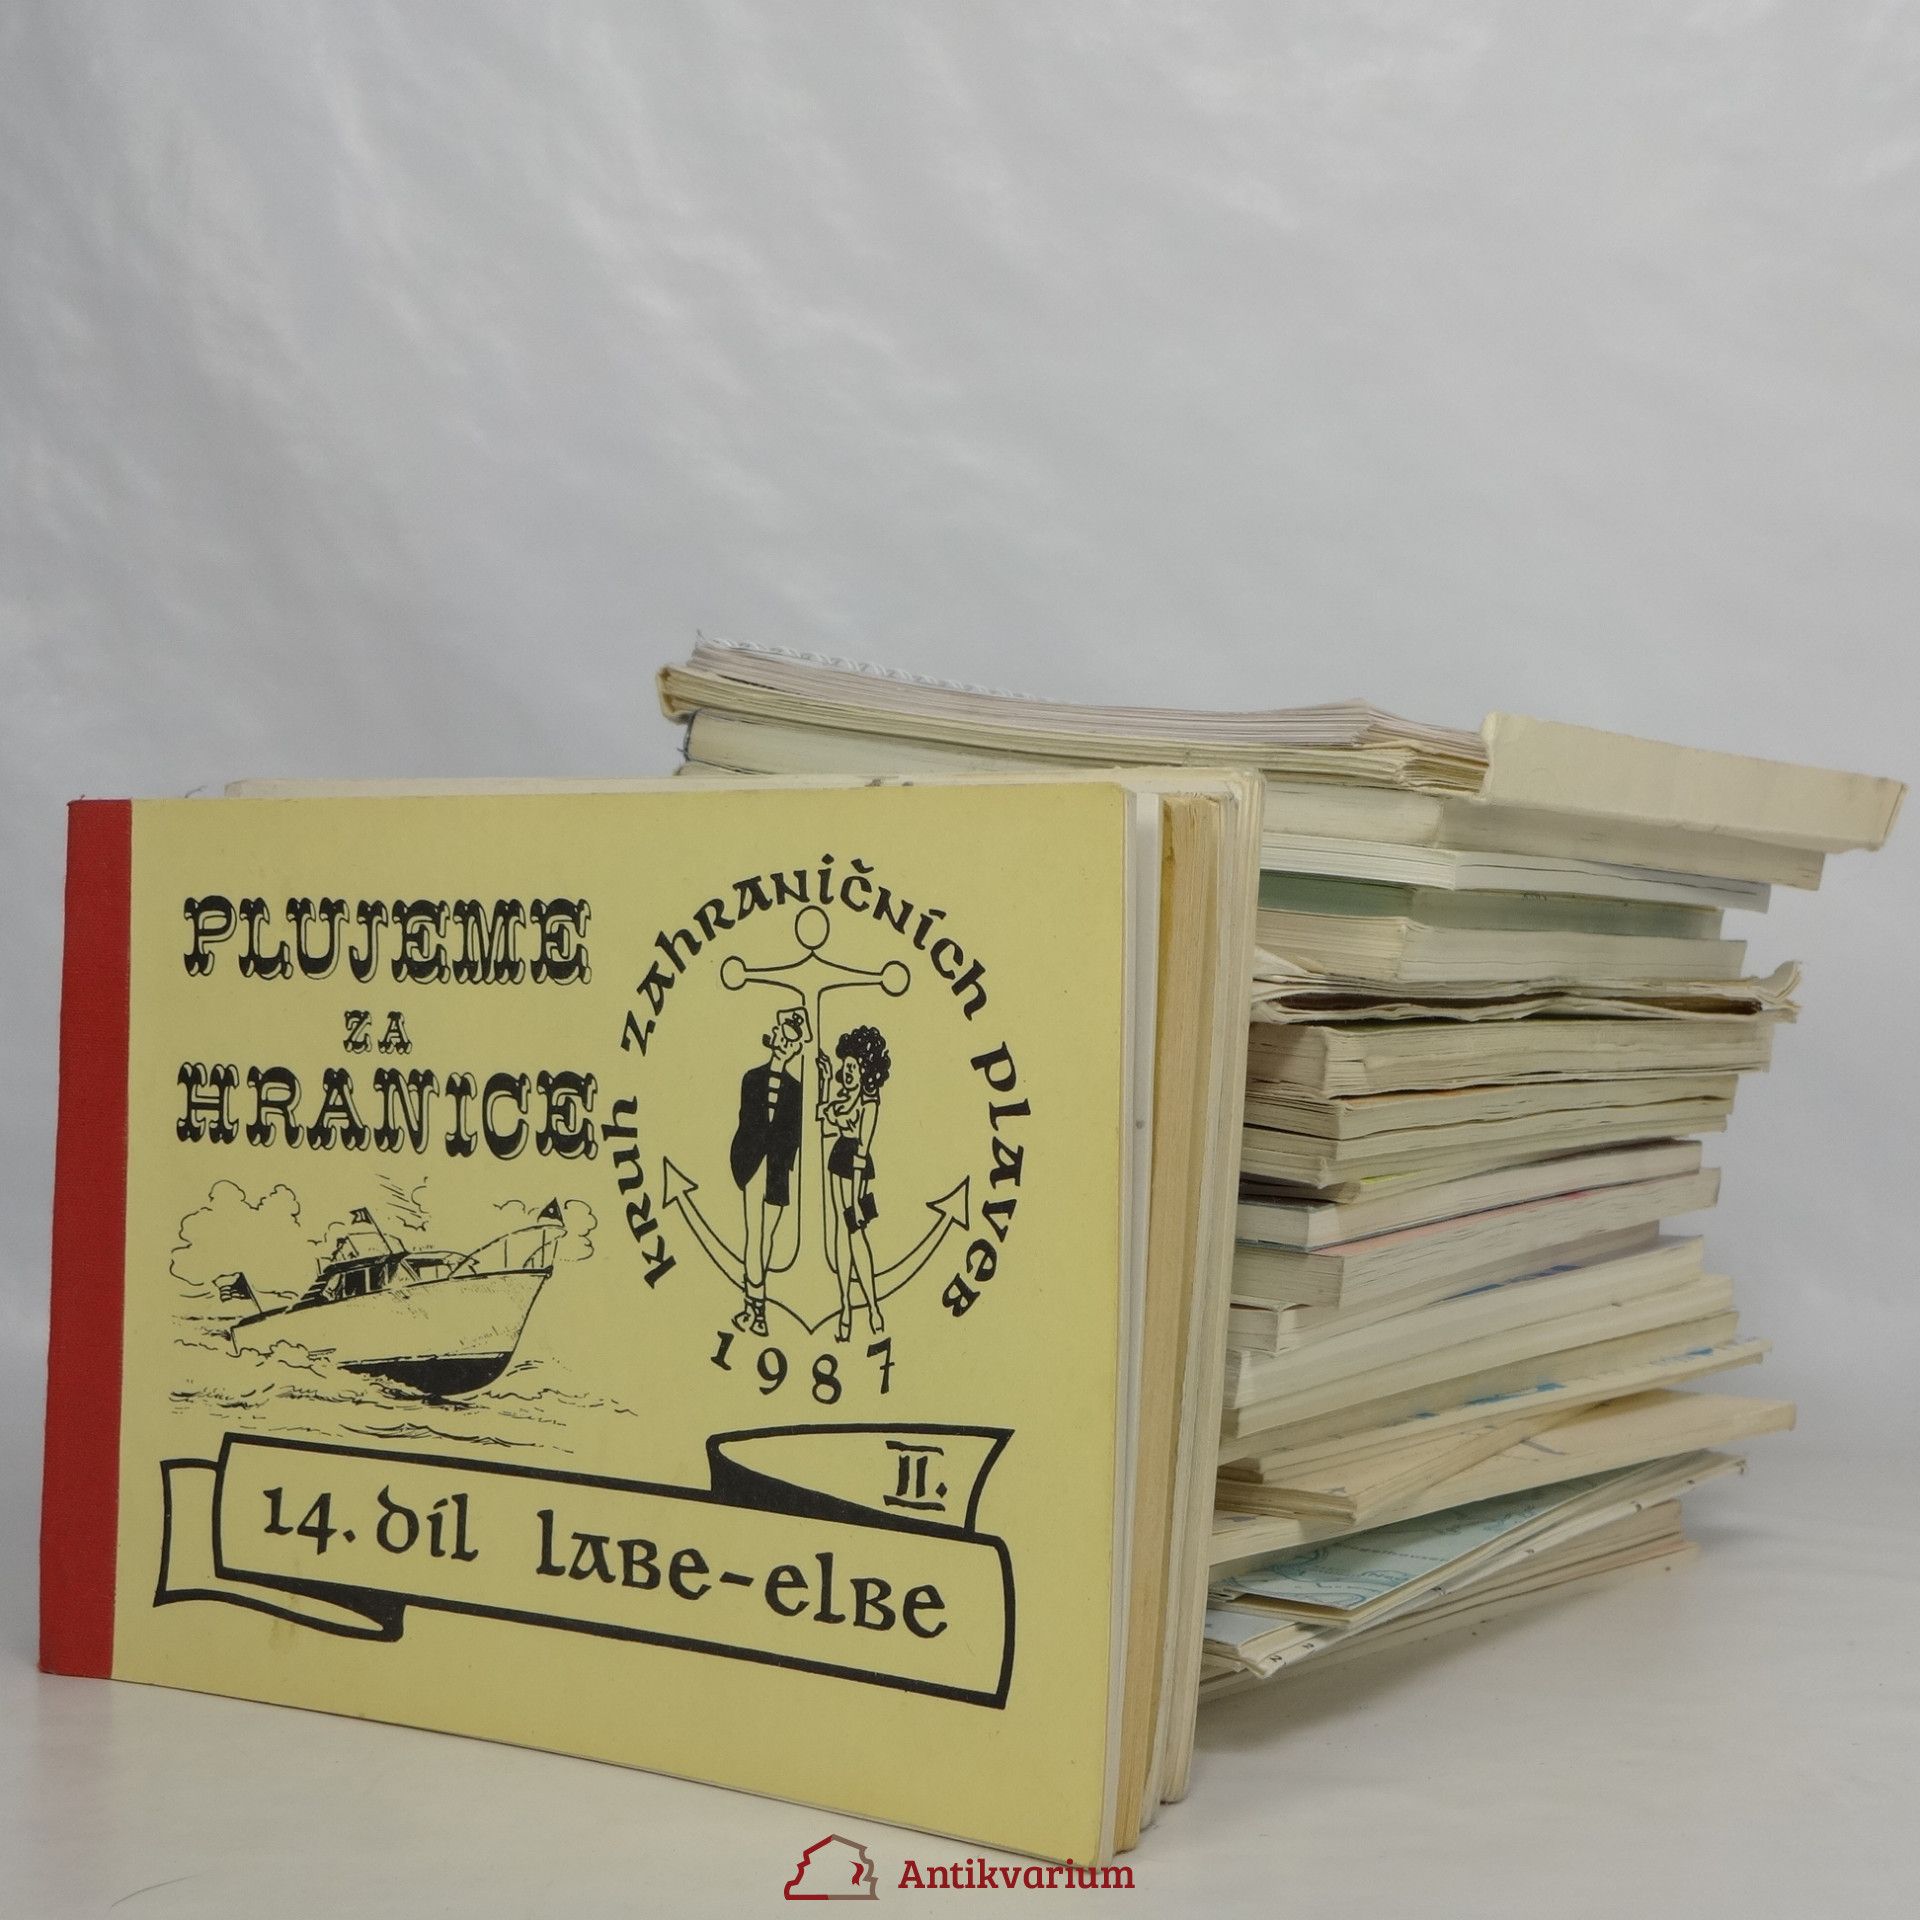 PLUJEME
ZA
HRANICE
kruh zahraničních plaveb
1987
II.
14. díl labe-elbe
Antikvarium